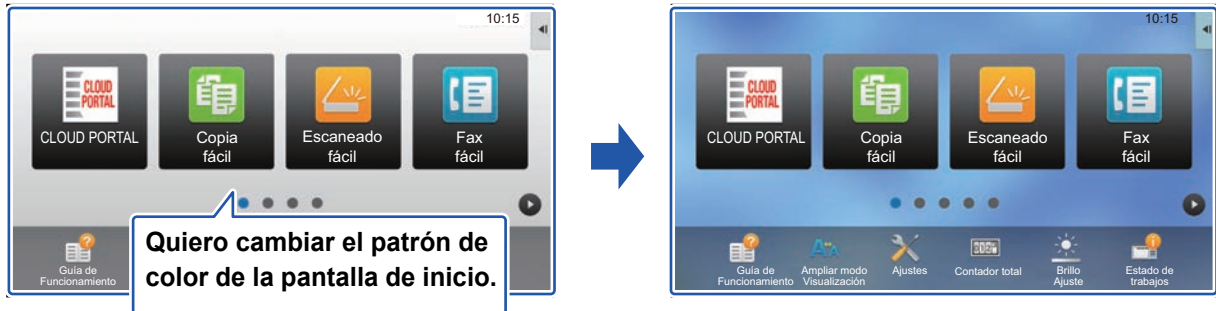 10:15
CLOUD
PORTAL
CLOUD PORTAL
Copia
fácil
Escaneado
fácil
Fax
fácil
Guía de
Funcionamiento
Quiero cambiar el patrón de
color de la pantalla de inicio.
10:15
CLOUD
PORTAL
CLOUD PORTAL
Copia
fácil
Escaneado
fácil
Fax
fácil
Guía de
Funcionamiento
Ampliar modo
Visualización
Ajustes
Contador total
Brillo
Ajuste
Estado de
trabajos